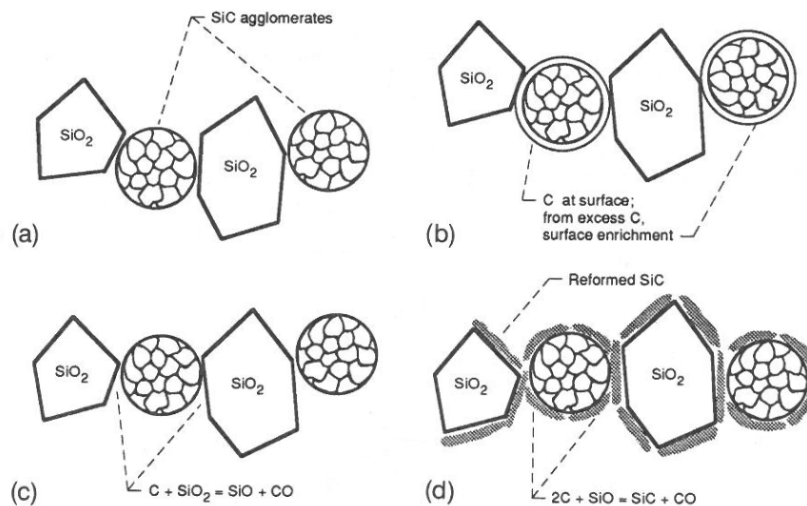 (a)
SiC agglomerates
SiO2
SiO2
(b)
SiO2
SiO2
C at surface;
from excess C,
surface enrichment
(c)
SiO2
SiO2
C + SiO2 = SiO + CO
(d)
Reformed SiC
SiO2
SiO2
2C + SiO = SiC + CO